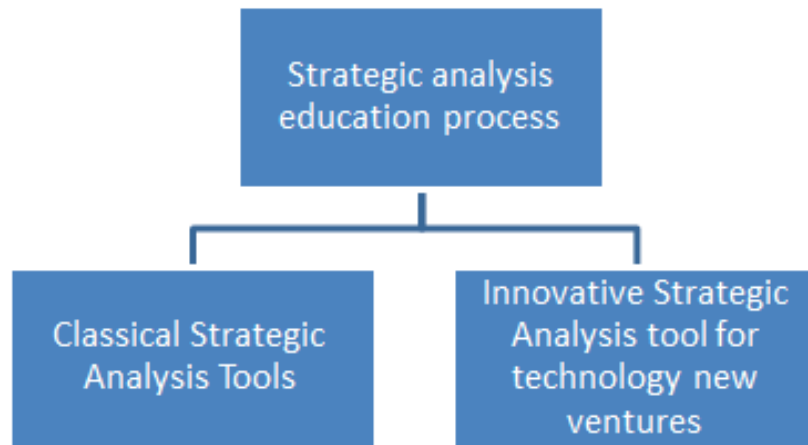 Strategic analysis
education process
Classical Strategic
Analysis Tools
Innovative Strategic
Analysis tool for
technology new
ventures